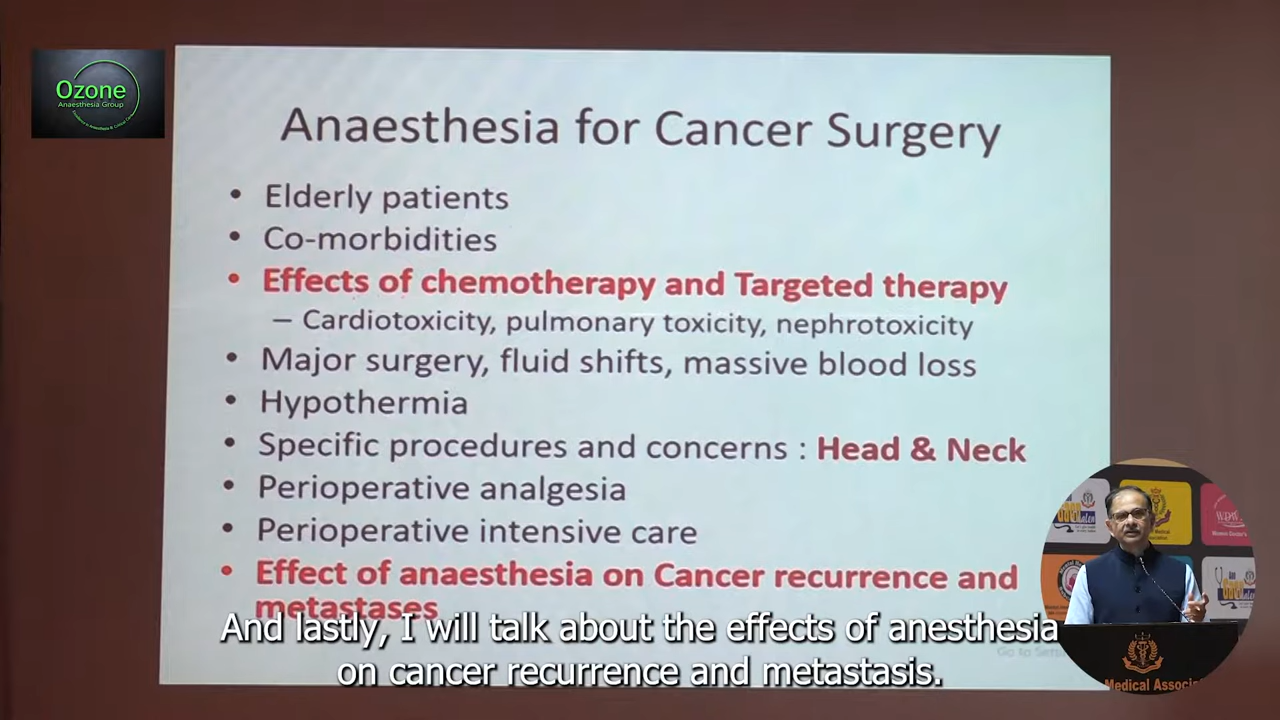 Ozone
Anaesthesia Group
Anaesthesia for Cancer Surgery
• Elderly patients
• Co-morbidities
• Effects of chemotherapy and Targeted therapy
– Cardiotoxicity, pulmonary toxicity, nephrotoxicity
• Major surgery, fluid shifts, massive blood loss
• Hypothermia
• Specific procedures and concerns : Head & Neck
• Perioperative analgesia
• Perioperative intensive care
• Effect of anaesthesia on Cancer recurrence and
metastases
And lastly, I will talk about the effects of anesthesia
on cancer recurrence and metastasis.
Go to
WDW
Medical Associ